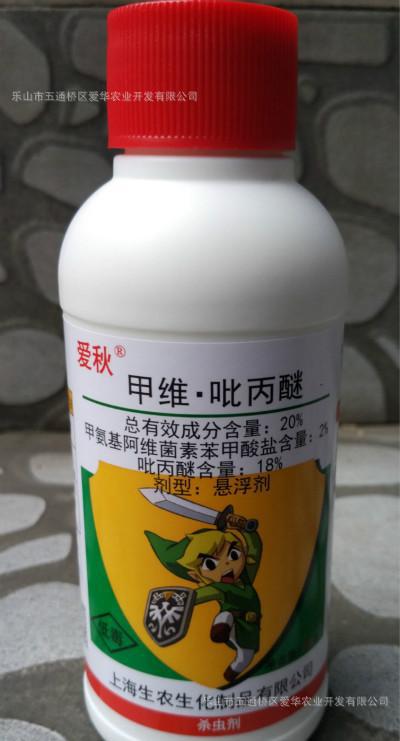 乐山市五通桥区爱华农业开发有限公司
爱秋®
甲维·吡丙醚
总有效成分含量：20%
甲氨基阿维菌素苯甲酸盐含量：2%
吡丙醚含量：18%
剂型：悬浮剂
低毒
上海生农生化制品有限公司
乐山市五通桥区爱华农业开发有限公司
杀虫剂